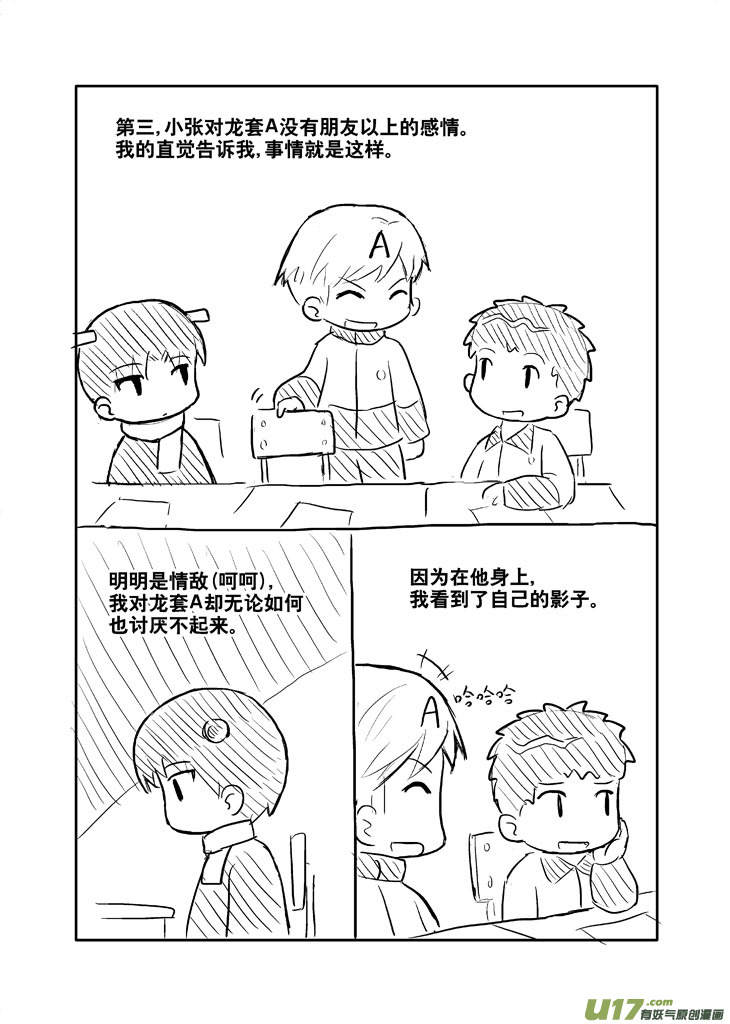 第三,小张对龙套A没有朋友以上的感情。
我的直觉告诉我,事情就是这样。
A
明明是情敌(呵呵),
我对龙套A却无论如何
也讨厌不起来。
因为在他身上,
我看到了自己的影子。
A
哈哈哈
U17.com
有妖气原创漫画